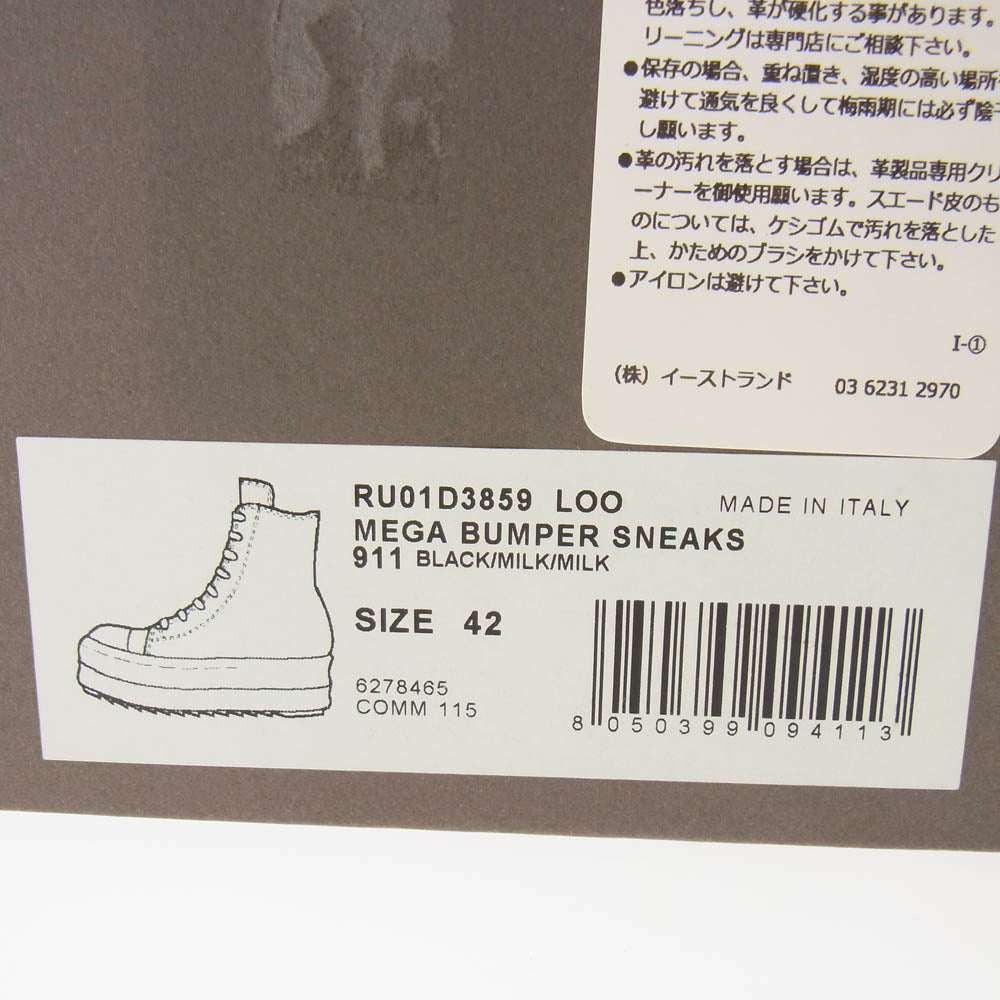 色落ちし、革が硬化する事があります。
リーニングは専門店にご相談下さい。
●保存の場合、重ね置き、湿度の高い場所
避けて通気を良くして梅雨期には必ず陰
し願います。
●革の汚れを落とす場合は、革製品専用クリ
ーナーを御使用願います。スエード皮のも
のについては、ケシゴムで汚れを落とした
上、かためのブラシをかけて下さい。
●アイロンは避けて下さい。
I-①
(株) イーストランド 03 6231 2970
RU01D3859 LOO MADE IN ITALY
MEGA BUMPER SNEAKS
911 BLACK/MILK/MILK
SIZE 42
6278465
COMM 115
8 050399 094113